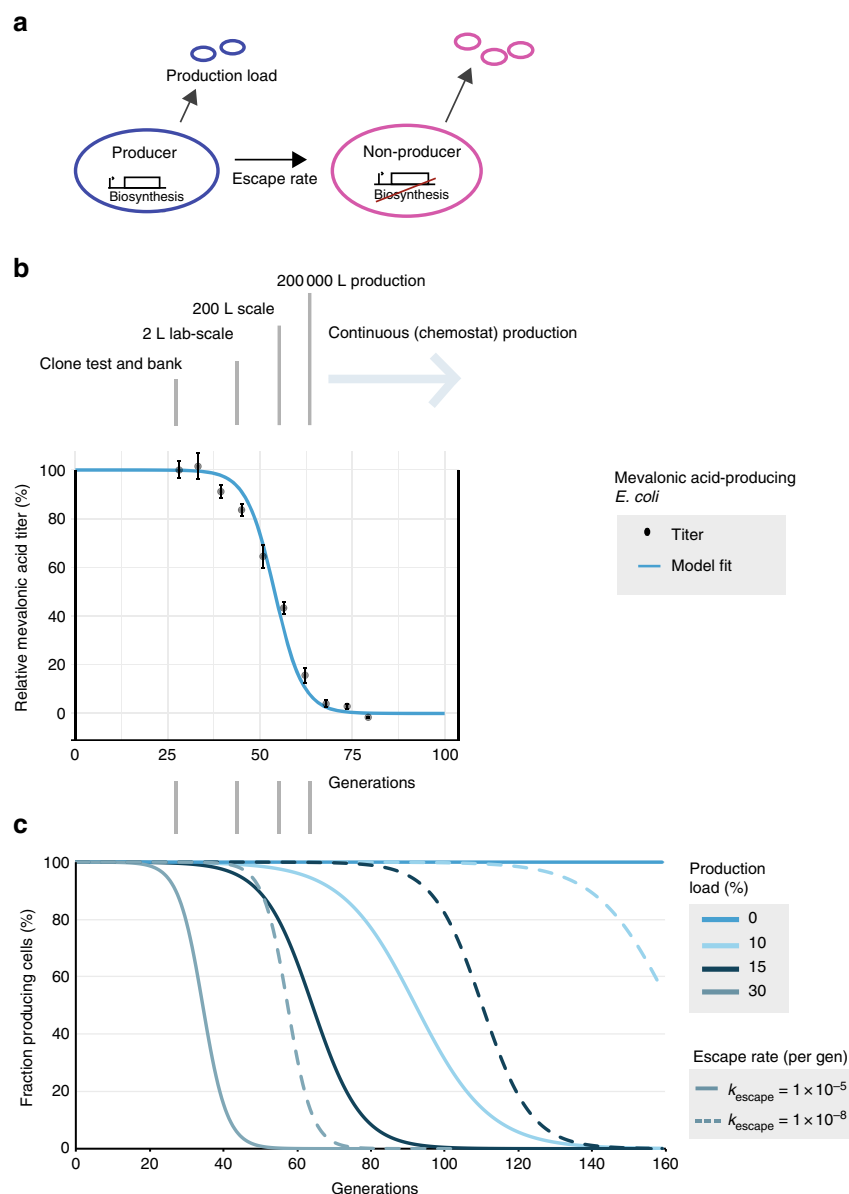 a
Production load
Producer
Biosynthesis
Escape rate
Non-producer
Biosynthesis
b
200 000 L production
200 L scale
2 L lab-scale
Continuous (chemostat) production
Clone test and bank
Relative mevalonic acid titer (%)
100
80
60
40
20
0
0 25 50 75 100
Generations
Mevalonic acid-producing
E. coli
Titer
Model fit
c
Fraction producing cells (%)
100
80
60
40
20
0
0 20 40 60 80 100 120 140 160
Generations
Production
load (%)
0
10
15
30
Escape rate (per gen)
k_escape = 1 × 10⁻⁵
k_escape = 1 × 10⁻⁸